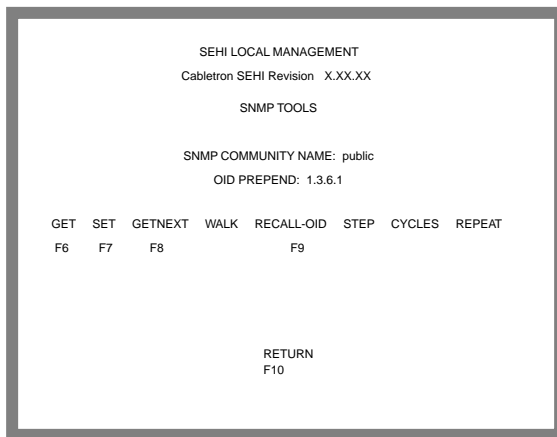 SEHI LOCAL MANAGEMENT
Cabletron SEHI Revision X.XX.XX
SNMP TOOLS
SNMP COMMUNITY NAME: public
OID PREPEND: 1.3.6.1
GET SET GETNEXT WALK RECALL-OID STEP CYCLES REPEAT
F6 F7 F8 F9
RETURN
F10